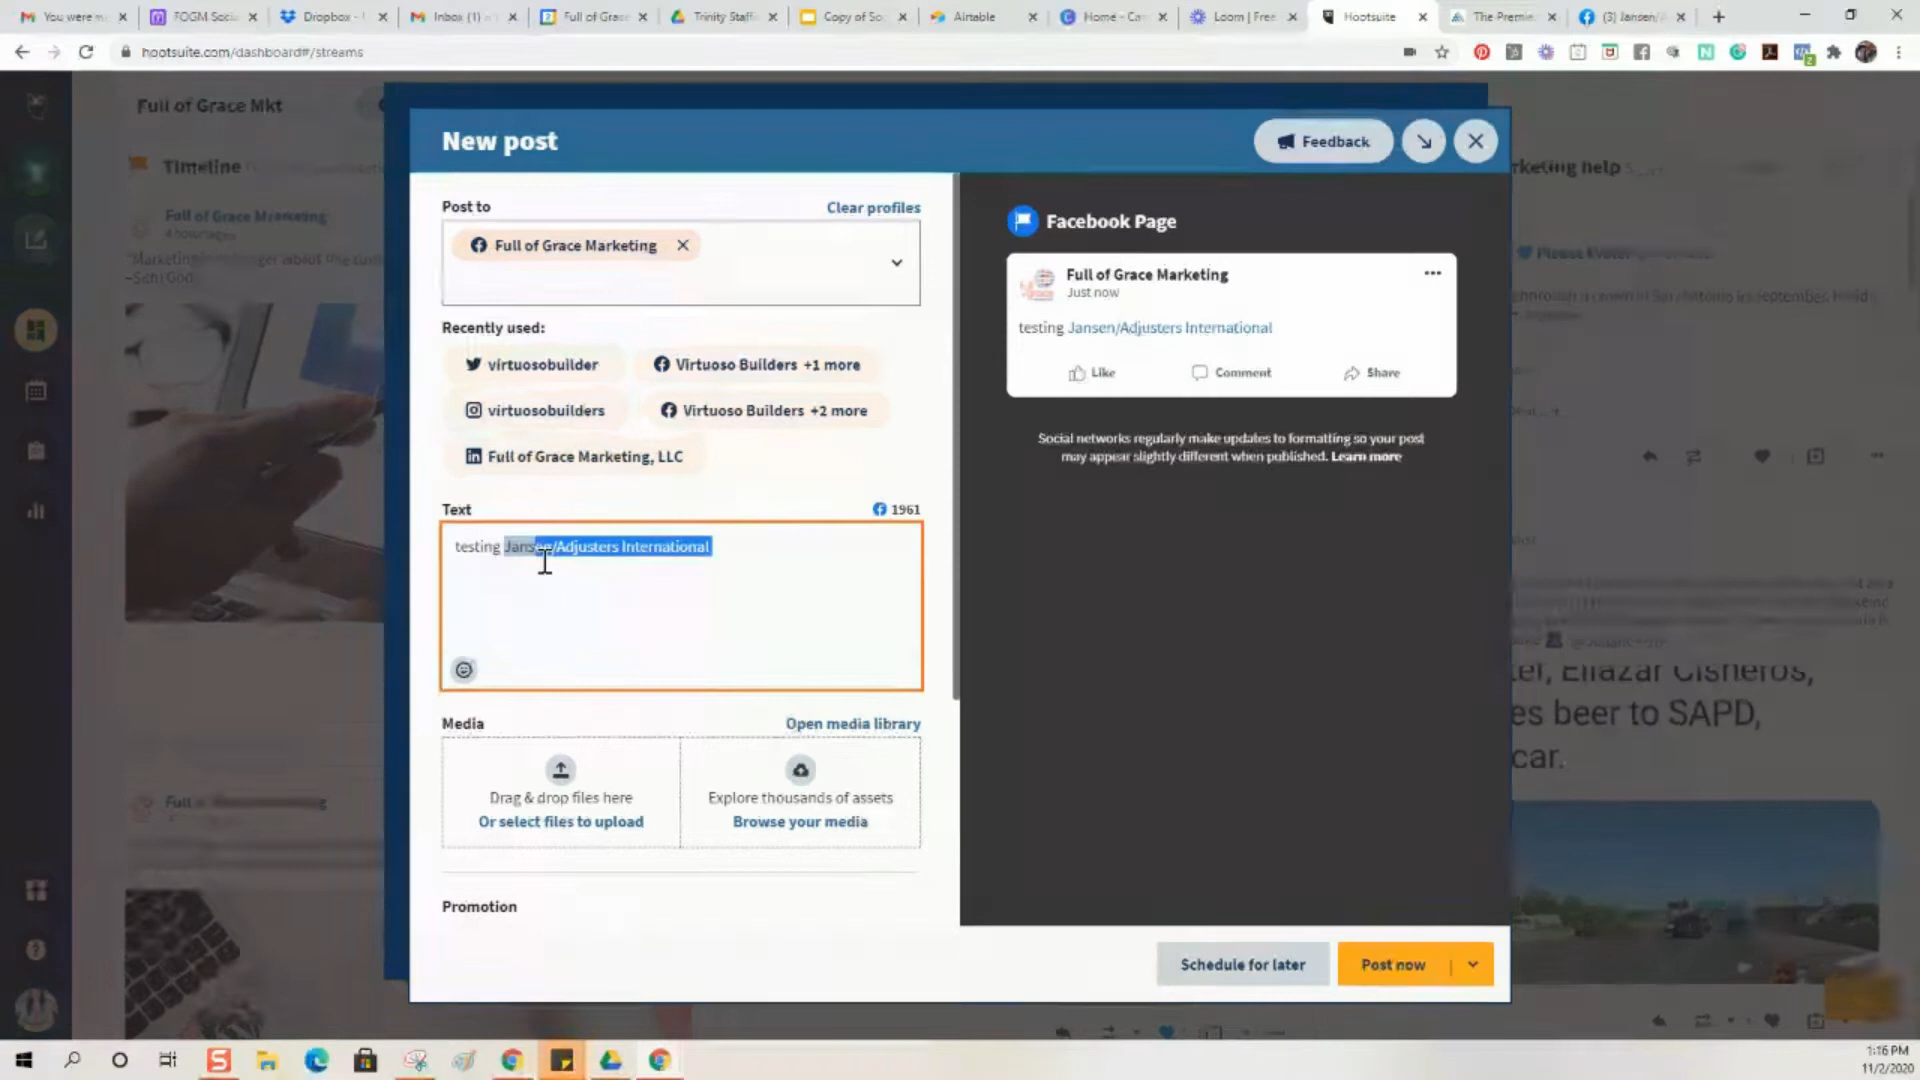 You were m
FOGM Soci
Dropbox -
Inbox (1)
Full of Grac
Trinity Staff
Copy of So
Airtable
Home - Ca
Loom | Free
Hootsuite
The Premie
(3) Jansen/
hootsuite.com/dashboard#/streams
Full of Grace Mkt
Timeline
Full of Grace Marketing
New post
Feedback
Post to
Clear profiles
Full of Grace Marketing
Recently used:
virtuosobuilder
Virtuoso Builders +1 more
virtuosobuilders
Virtuoso Builders +2 more
Full of Grace Marketing, LLC
Text
1961
testing Jansen/Adjusters International
Media
Open media library
Drag & drop files here
Or select files to upload
Explore thousands of assets
Browse your media
Promotion
Facebook Page
Full of Grace Marketing
Just now
testing Jansen/Adjusters International
Like
Comment
Share
Social networks regularly make updates to formatting so your post
may appear slightly different when published. Learn more
Schedule for later
Post now
rketing help
Eliazar Cisneros,
es beer to SAPD,
car.
1:16 PM
11/2/2020